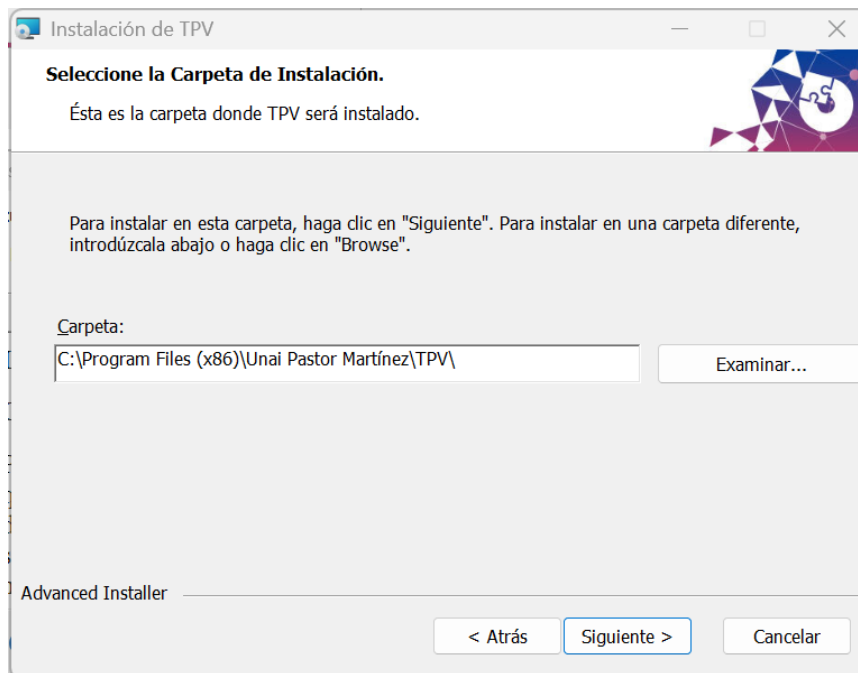 Instalación de TPV
Seleccione la Carpeta de Instalación.
Ésta es la carpeta donde TPV será instalado.
Para instalar en esta carpeta, haga clic en "Siguiente". Para instalar en una carpeta diferente,
introdúzcala abajo o haga clic en "Browse".
Carpeta:
C:\Program Files (x86)\Unai Pastor Martínez\TPV\
Examinar...
Advanced Installer
< Atrás
Siguiente >
Cancelar